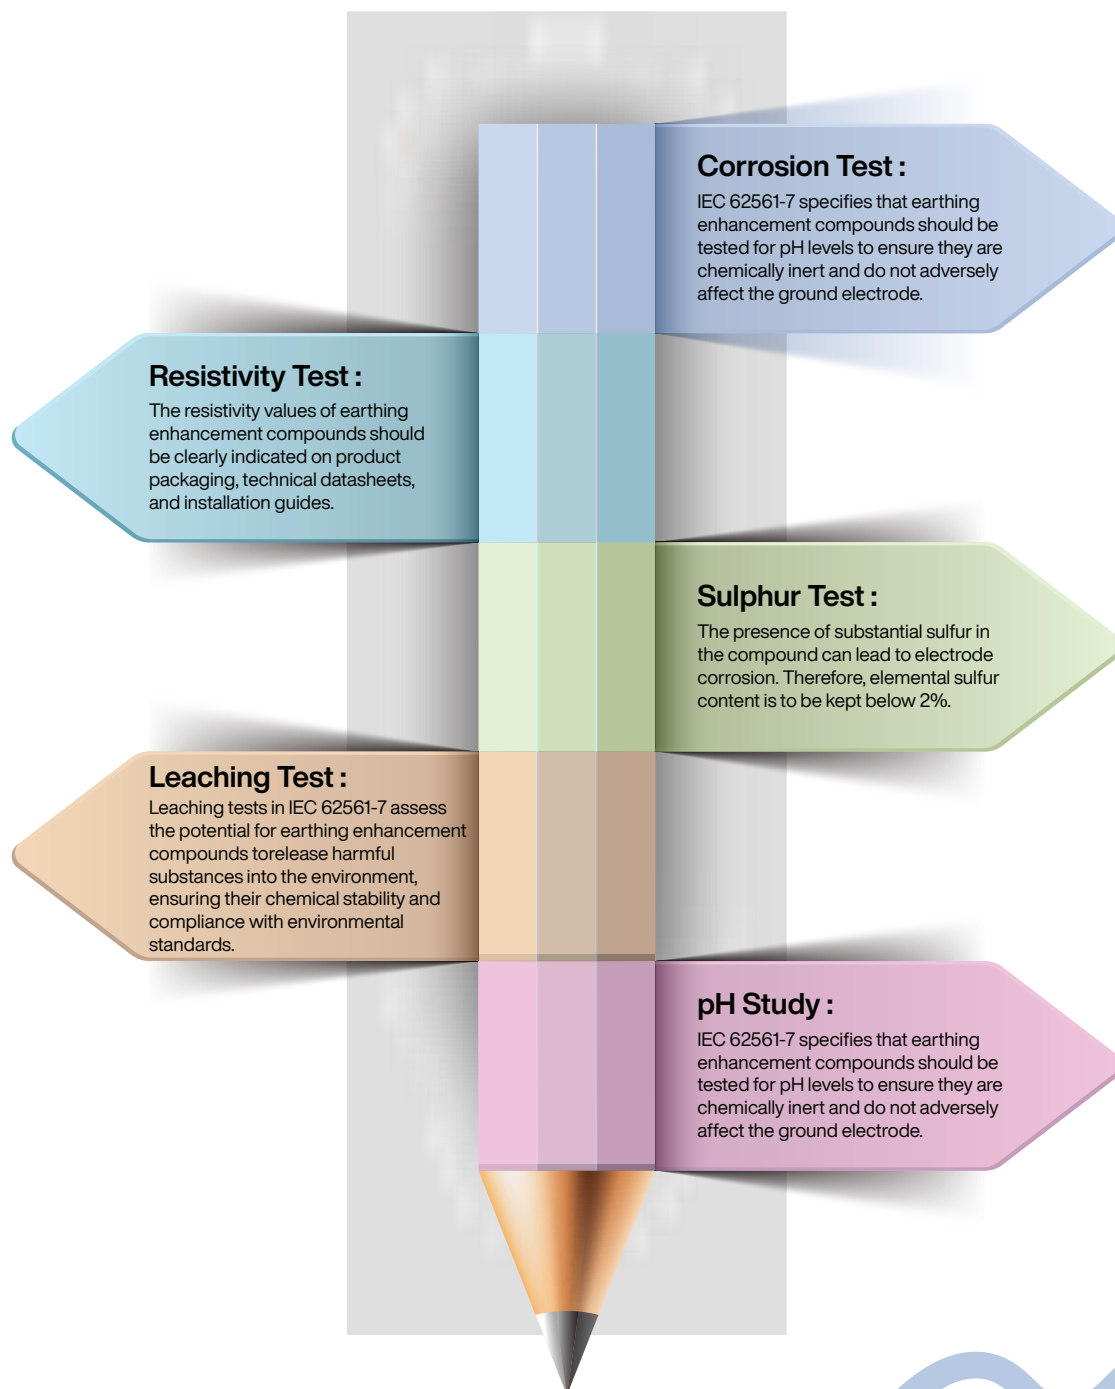 Corrosion Test :
IEC 62561-7 specifies that earthing
enhancement compounds should be
tested for pH levels to ensure they are
chemically inert and do not adversely
affect the ground electrode.
Resistivity Test :
The resistivity values of earthing
enhancement compounds should
be clearly indicated on product
packaging, technical datasheets,
and installation guides.
Sulphur Test :
The presence of substantial sulfur in
the compound can lead to electrode
corrosion. Therefore, elemental sulfur
content is to be kept below 2%.
Leaching Test :
Leaching tests in IEC 62561-7 assess
the potential for earthing enhancement
compounds torelease harmful
substances into the environment,
ensuring their chemical stability and
compliance with environmental
standards.
pH Study :
IEC 62561-7 specifies that earthing
enhancement compounds should be
tested for pH levels to ensure they are
chemically inert and do not adversely
affect the ground electrode.